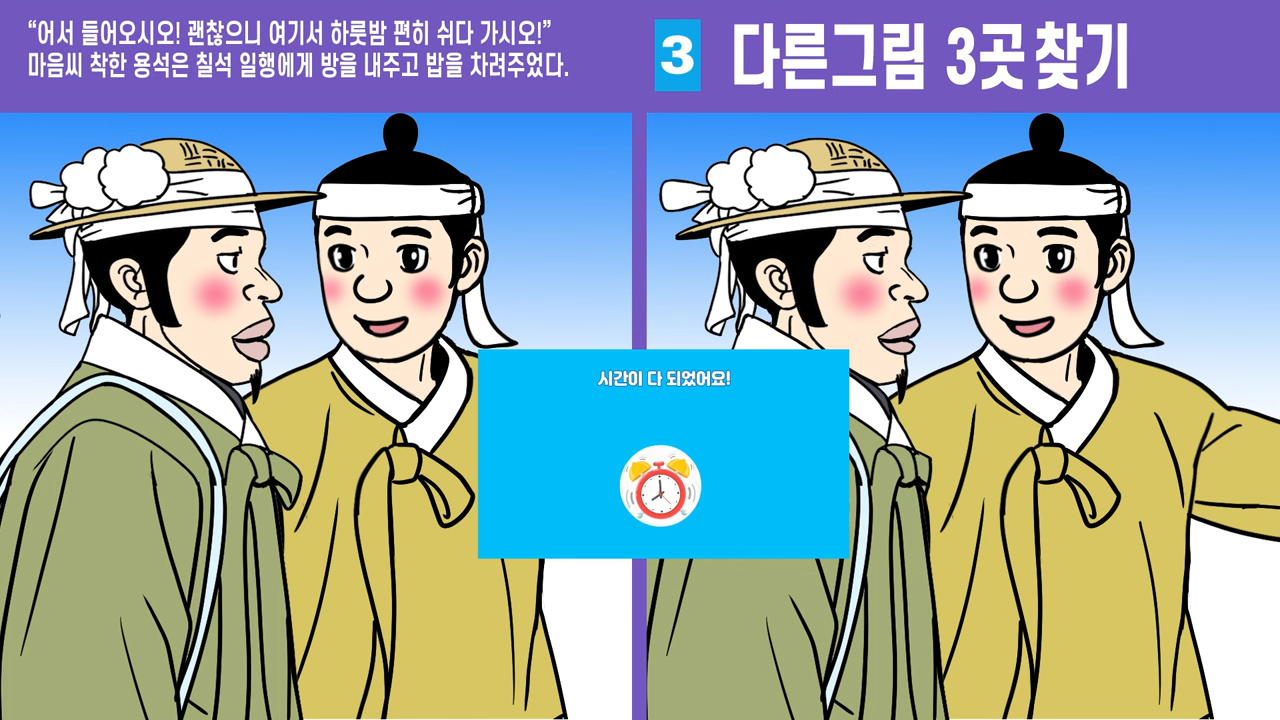 “어서 들어오시오! 괜찮으니 여기서 하룻밤 편히 쉬다 가시오!”
마음씨 착한 용석은 칠석 일행에게 방을 내주고 밥을 차려주었다.
3 다른그림 3곳 찾기
시간이 다 되었어요!